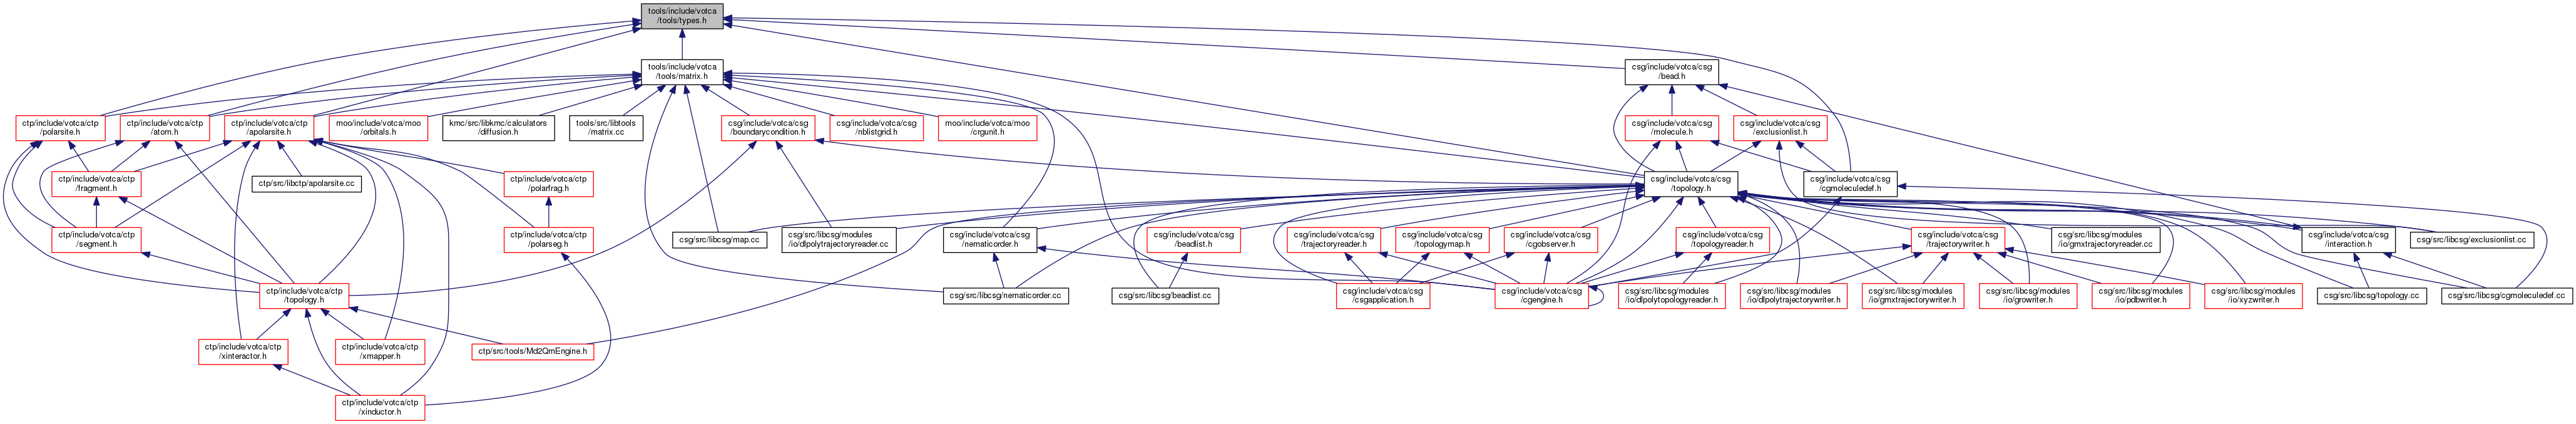 tools/include/votca
/tools/types.h
tools/include/votca
/tools/matrix.h
csg/include/votca/csg
/bead.h
ctp/include/votca/ctp
/polarsite.h
ctp/include/votca/ctp
/atom.h
ctp/include/votca/ctp
/apolarsite.h
moo/include/votca/moo
/orbitals.h
kmc/src/libkmc/calculators
/diffusion.h
tools/src/libtools
/matrix.cc
csg/include/votca/csg
/boundarycondition.h
csg/include/votca/csg
/nblistgrid.h
moo/include/votca/moo
/crgunit.h
csg/include/votca/csg
/molecule.h
csg/include/votca/csg
/exclusionlist.h
ctp/include/votca/ctp
/fragment.h
ctp/src/libctp/apolarsite.cc
ctp/include/votca/ctp
/polarfrag.h
csg/include/votca/csg
/topology.h
csg/include/votca/csg
/cgmoleculedef.h
ctp/include/votca/ctp
/segment.h
ctp/include/votca/ctp
/polarseg.h
csg/src/libcsg/map.cc
csg/src/libcsg/modules
/io/dlpolytrajectoryreader.cc
csg/include/votca/csg
/nematicorder.h
csg/include/votca/csg
/beadlist.h
csg/include/votca/csg
/trajectoryreader.h
csg/include/votca/csg
/topologymap.h
csg/include/votca/csg
/cgobserver.h
csg/include/votca/csg
/topologyreader.h
csg/include/votca/csg
/trajectorywriter.h
csg/src/libcsg/modules
/io/gmxtrajectoryreader.cc
csg/include/votca/csg
/interaction.h
csg/src/libcsg/exclusionlist.cc
ctp/include/votca/ctp
/topology.h
csg/src/libcsg/nematicorder.cc
csg/src/libcsg/beadlist.cc
csg/include/votca/csg
/csgapplication.h
csg/include/votca/csg
/cgengine.h
csg/src/libcsg/modules
/io/dlpolytopologyreader.h
csg/src/libcsg/modules
/io/dlpolytrajectorywriter.h
csg/src/libcsg/modules
/io/gmxtrajectorywriter.h
csg/src/libcsg/modules
/io/growriter.h
csg/src/libcsg/modules
/io/pdbwriter.h
csg/src/libcsg/modules
/io/xyzwriter.h
csg/src/libcsg/topology.cc
csg/src/libcsg/cgmoleculedef.cc
ctp/include/votca/ctp
/xinteractor.h
ctp/include/votca/ctp
/xmapper.h
ctp/src/tools/Md2QmEngine.h
ctp/include/votca/ctp
/xinductor.h